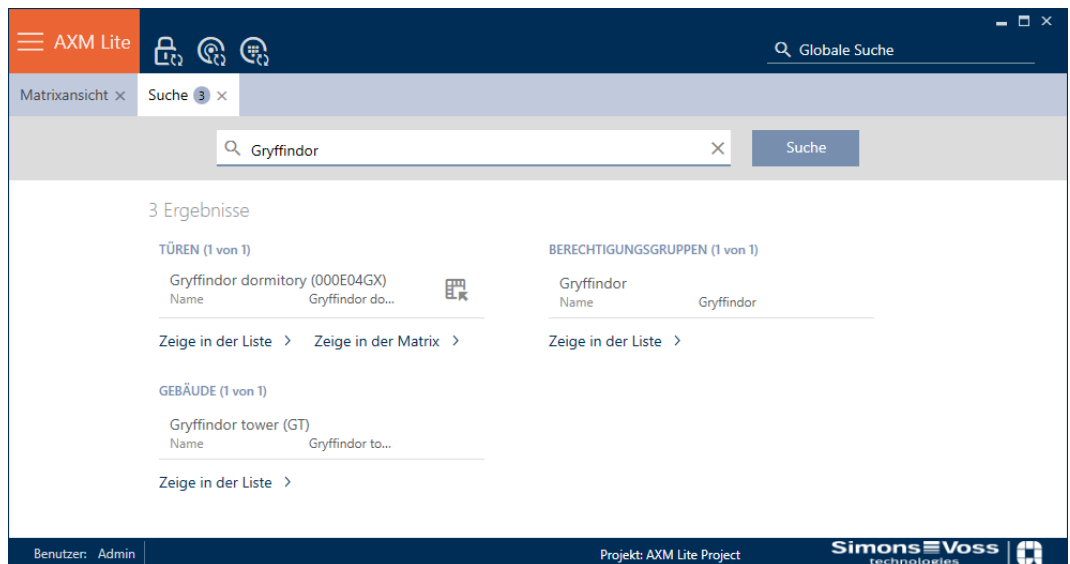 AXM Lite
Globale Suche
Matrixansicht
Suche 3
Gryffindor
Suche
3 Ergebnisse
TÜREN (1 von 1)
Gryffindor dormitory (000E04GX)
Name Gryffindor do...
Zeige in der Liste Zeige in der Matrix
BERECHTIGUNGSGRUPPEN (1 von 1)
Gryffindor
Name Gryffindor
Zeige in der Liste
GEBÄUDE (1 von 1)
Gryffindor tower (GT)
Name Gryffindor to...
Zeige in der Liste
Benutzer: Admin
Projekt: AXM Lite Project
Simons Voss
technologies